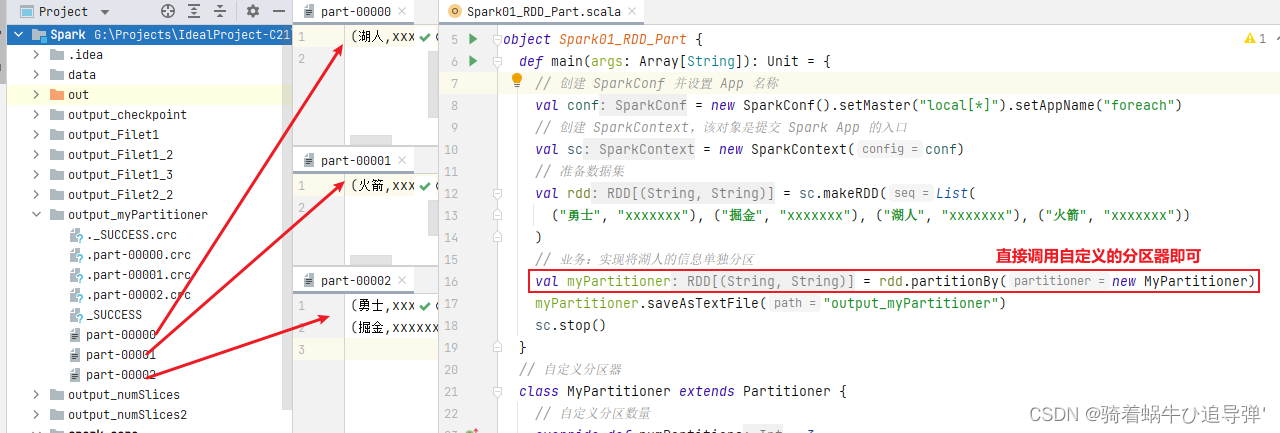 Project
Spark G:\Projects\IdealProject-C21
.idea
data
out
output_checkpoint
output_Filet1
output_Filet1_2
output_Filet1_3
output_Filet2_2
output_myPartitioner
._SUCCESS.crc
.part-00000.crc
.part-00001.crc
.part-00002.crc
_SUCCESS
part-00000
part-00001
part-00002
output_numSlices
output_numSlices2
part-00000
1 (湖人,xxx
2
part-00001
1 (火箭,xxx
2
part-00002
1 (勇士,xxx
2 (掘金,xxxxxx
3
Spark01_RDD_Part.scala
1
5 object Spark01_RDD_Part {
6 def main(args: Array[String]): Unit = {
7 // 创建 SparkConf 并设置 App 名称
8 val conf: SparkConf = new SparkConf().setMaster("local[*]").setAppName("foreach")
9 // 创建 SparkContext，该对象是提交 Spark App 的入口
10 val sc: SparkContext = new SparkContext( config = conf)
11 // 准备数据集
12 val rdd: RDD[(String, String)] = sc.makeRDD( seq = List(
13 ("勇士", "xxxxxxx"), ("掘金", "xxxxxxx"), ("湖人", "xxxxxxx"), ("火箭", "xxxxxxx"))
14 )
15 // 业务：实现将湖人的信息单独分区
直接调用自定义的分区器即可
16 val myPartitioner: RDD[(String, String)] = rdd.partitionBy( partitioner = new MyPartitioner)
17 myPartitioner.saveAsTextFile( path = "output_myPartitioner")
18 sc.stop()
19 }
20 // 自定义分区器
21 class MyPartitioner extends Partitioner {
22 // 自定义分区数量
CSDN @骑着蜗牛ひ追导弹'